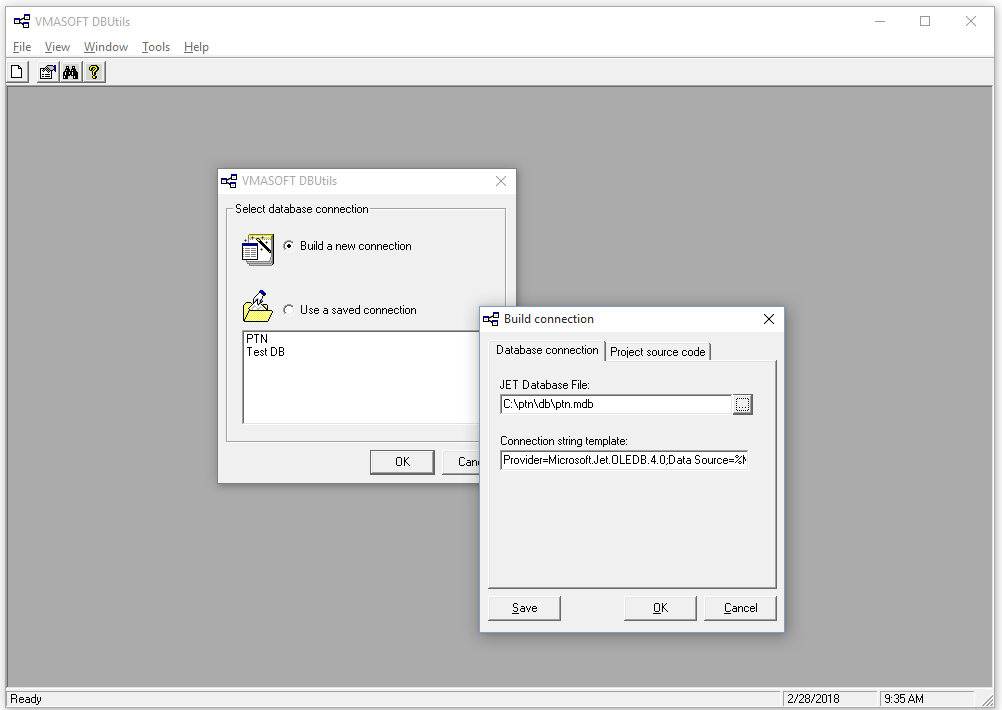 VMASOFT DBUtils
File View Window Tools Help
VMASOFT DBUtils
Select database connection
Build a new connection
Use a saved connection
PTN
Test DB
OK
Build connection
Database connection Project source code
JET Database File:
C:\ptn\db\ptn.mdb
...
Connection string template:
Provider=Microsoft.Jet.OLEDB.4.0;Data Source=%
Save OK Cancel
Ready 2/28/2018 9:35 AM